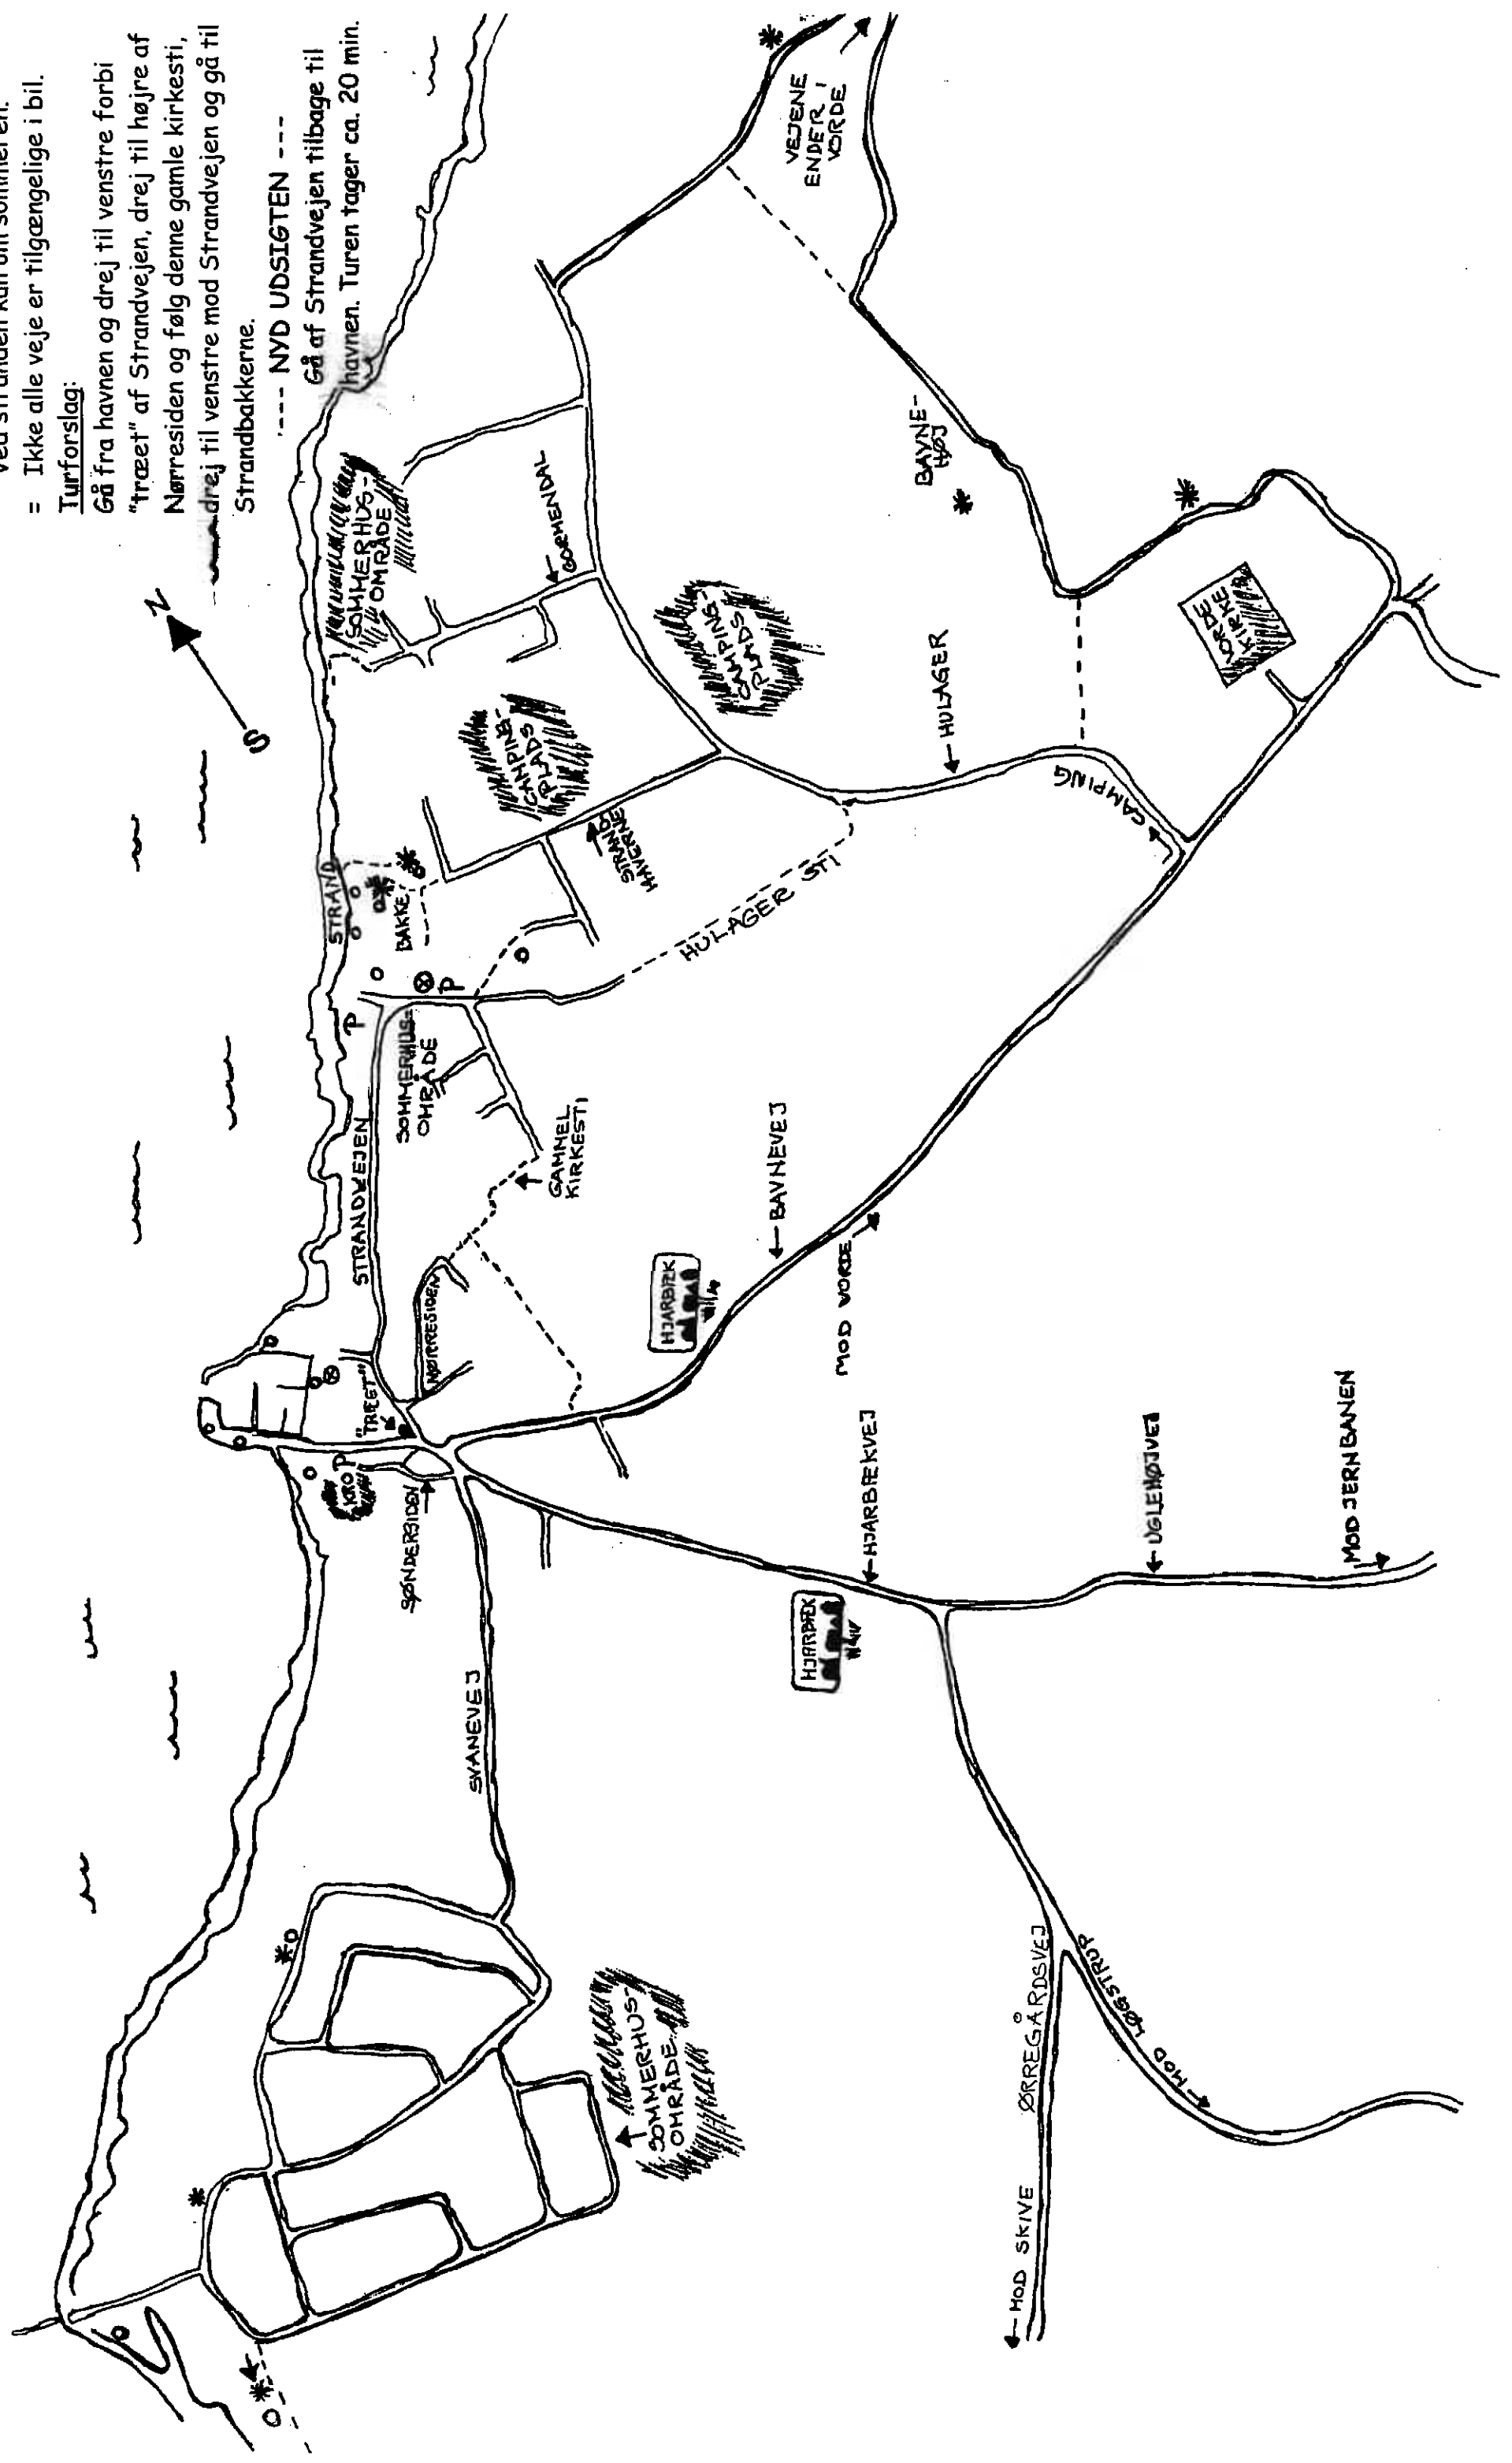 = Ikke alle veje er tilgængelige i bil.
Turforslag:
Gå fra havnen og drej til venstre forbi
"træet" af Strandvejen, drej til højre af
Nørresiden og følg denne gamle kirkesti,
drej til venstre mod Strandvejen og gå til
Strandbakkerne.
'---- NYD UDSIGTEN ---
Gå af Strandvejen tilbage til
havnen. Turen tager ca. 20 min.
N
S
SOMMERHUS-
OMRÅDE
GORMENDAL
CAMPING-
PLADS
CAMPING-
PLADS
STRAND
BAKKE
STRAND
HAVERNE
HULAGER STI
HULAGER
CAMPING
BAVNE-
HØJ
VEJENE
ENDER I
VORDE
VORDE
KIRKE
P
P
SOMMERHUS-
OMRÅDE
STRANDVEJEN
GAMMEL
KIRKESTI
NØRRESIDEN
"TRÆET"
HJARBÆK
BAVNEVEJ
MOD VORDE
P
KRO
SØNDERSIDEN
HJARBÆKVEJ
HJARBÆK
UGLEHØJVEJ
MOD JERNBANEN
SVANEVEJ
SOMMERHUS-
OMRÅDE
ØRREGÅRDSVEJ
MOD LØGSTRUP
MOD SKIVE